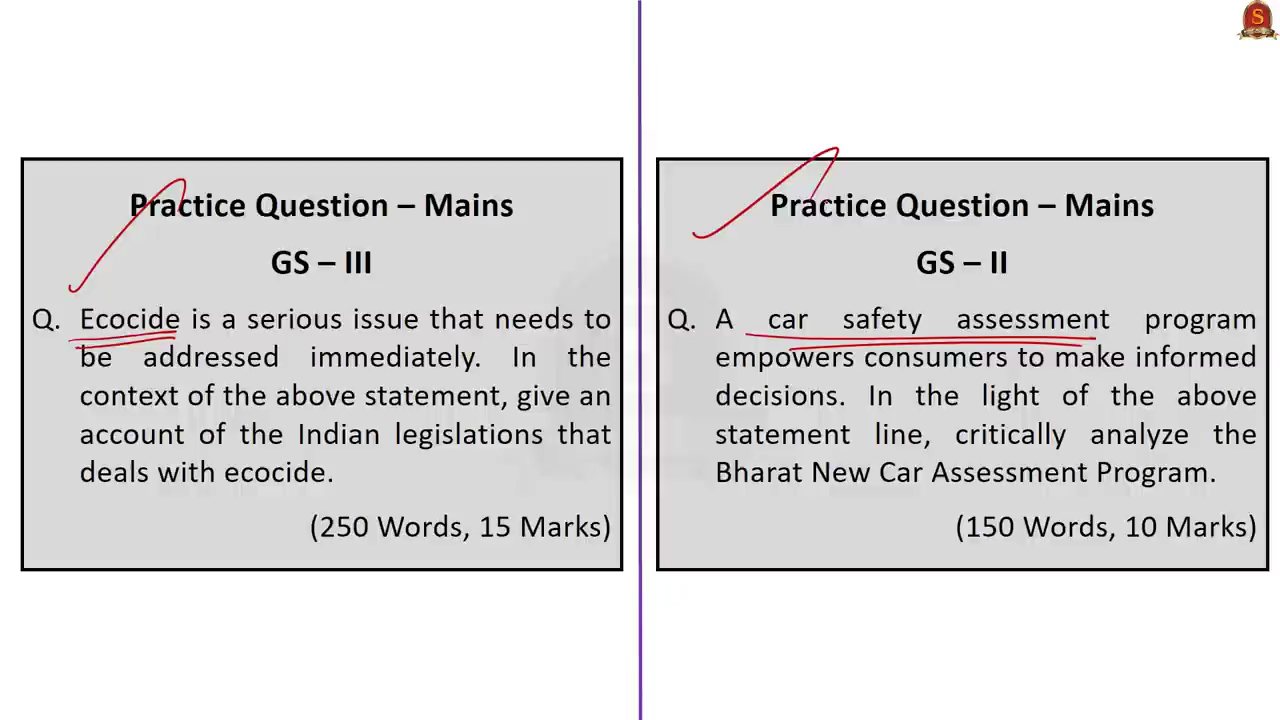 Practice Question – Mains
GS – III
Q. Ecocide is a serious issue that needs to
be addressed immediately. In the
context of the above statement, give an
account of the Indian legislations that
deals with ecocide.
(250 Words, 15 Marks)
Practice Question – Mains
GS – II
Q. A car safety assessment program
empowers consumers to make informed
decisions. In the light of the above
statement line, critically analyze the
Bharat New Car Assessment Program.
(150 Words, 10 Marks)
S